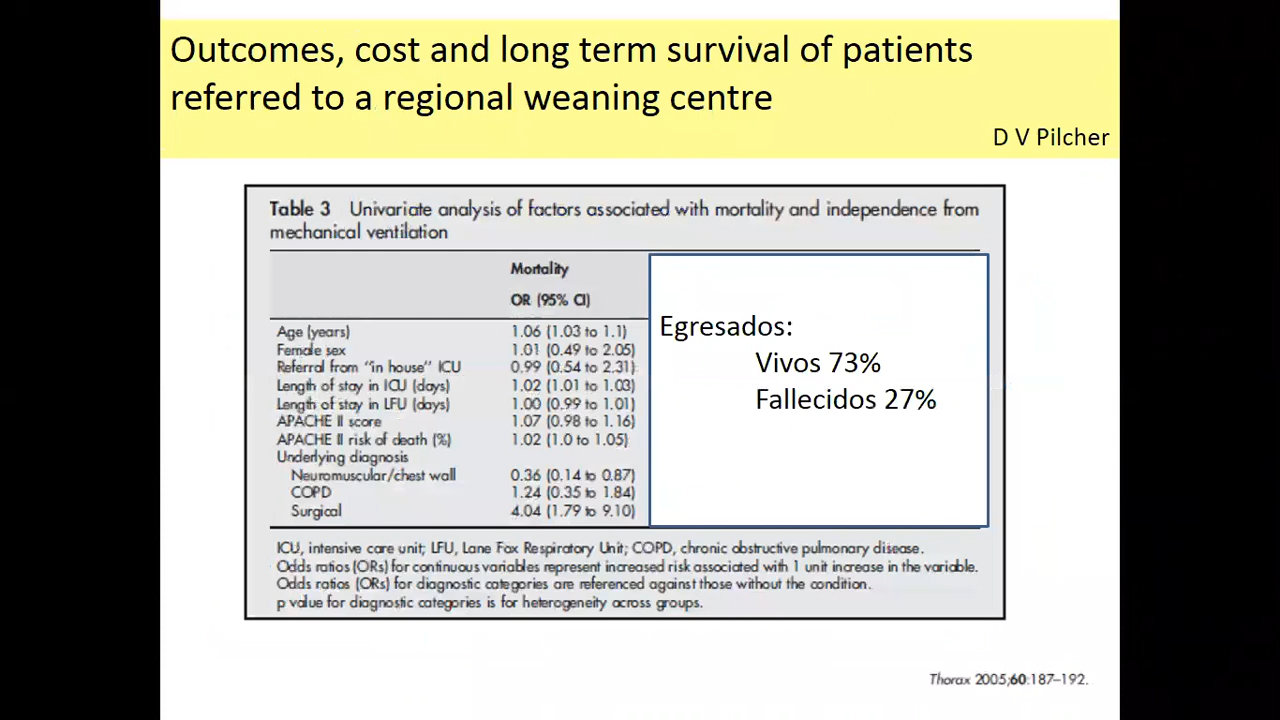 Outcomes, cost and long term survival of patients
referred to a regional weaning centre
D V Pilcher
Table 3 Univariate analysis of factors associated with mortality and independence from
mechanical ventilation
Mortality
OR (95% CI)
Age (years) 1.06 (1.03 to 1.1)
Female sex 1.01 (0.49 to 2.05)
Referral from "in house" ICU 0.99 (0.54 to 2.31)
Length of stay in ICU (days) 1.02 (1.01 to 1.03)
Length of stay in LFU (days) 1.00 (0.99 to 1.01)
APACHE II score 1.07 (0.98 to 1.16)
APACHE II risk of death (%) 1.02 (1.0 to 1.05)
Underlying diagnosis
Neuromuscular/chest wall 0.36 (0.14 to 0.87)
COPD 1.24 (0.35 to 1.84)
Surgical 4.04 (1.79 to 9.10)
Egresados:
Vivos 73%
Fallecidos 27%
ICU, intensive care unit; LFU, Lane Fox Respiratory Unit; COPD, chronic obstructive pulmonary disease.
Odds ratios (ORs) for continuous variables represent increased risk associated with 1 unit increase in the variable.
Odds ratios (ORs) for diagnostic categories are referenced against those without the condition.
p value for diagnostic categories is for heterogeneity across groups.
Thorax 2005;60:187–192.